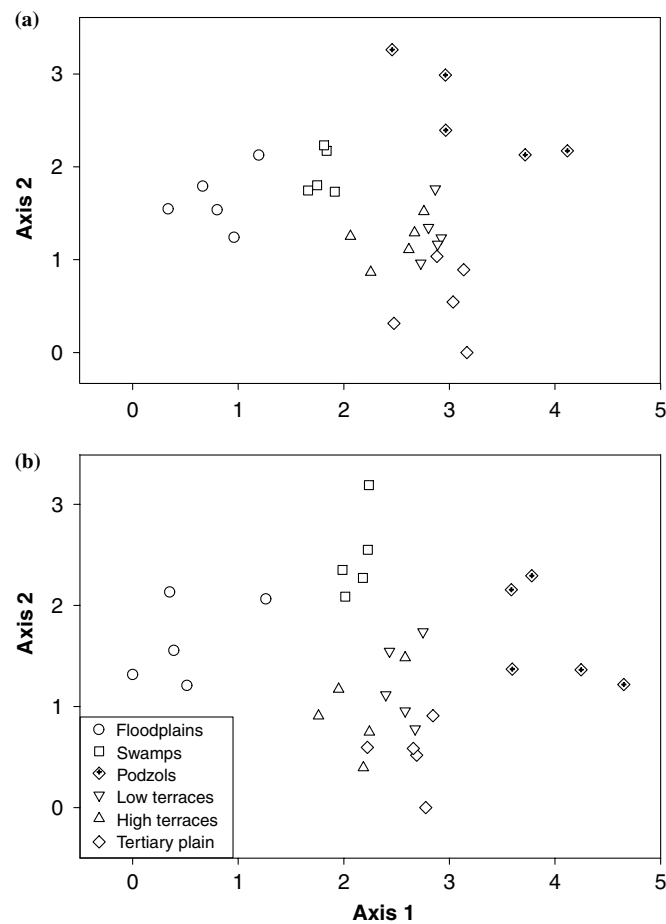 (a)
3
2
1
0
Axis 2
0 1 2 3 4 5
(b)
3
2
1
0
Axis 2
Floodplains
Swamps
Podzols
Low terraces
High terraces
Tertiary plain
0 1 2 3 4 5
Axis 1